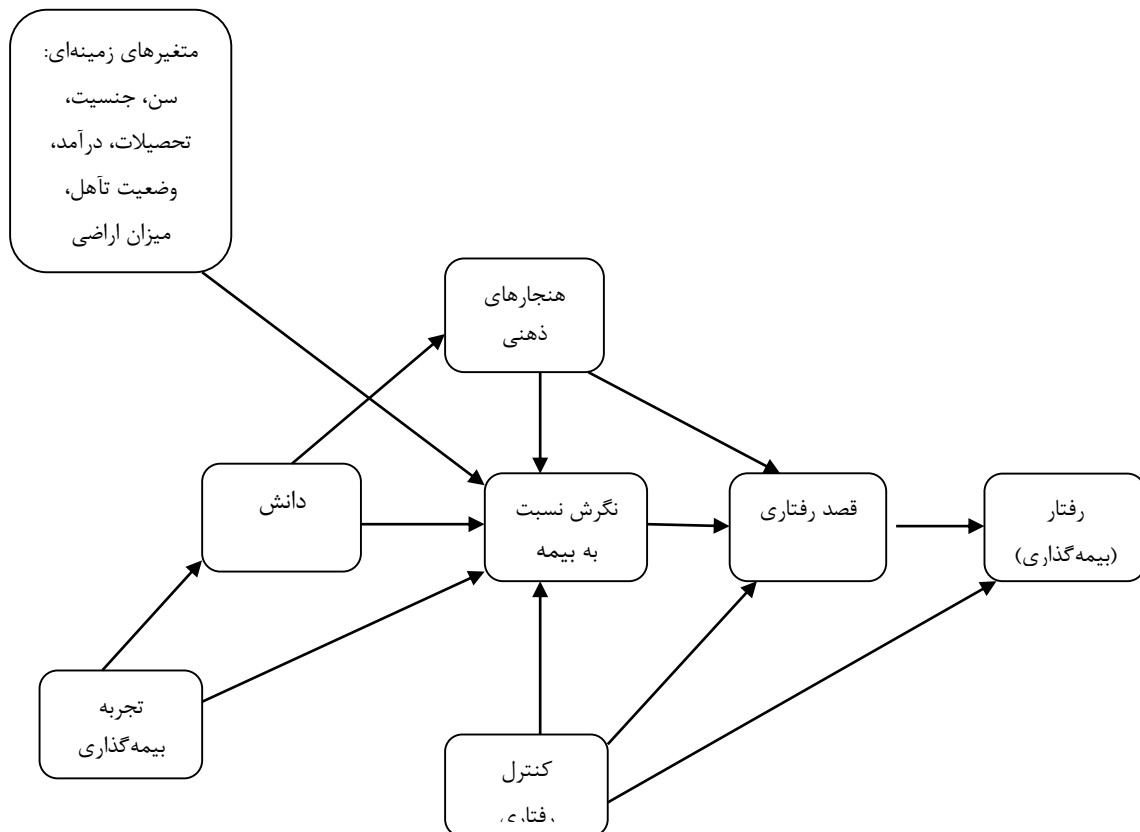 متغیرهای زمینه‌ای:
سن، جنسیت،
تحصیلات، درآمد،
وضعیت تأهل،
میزان اراضی
هنجارهای
ذهنی
دانش
نگرش نسبت
به بیمه
قصد رفتاری
رفتار
(بیمه‌گذاری)
تجربه
بیمه‌گذاری
کنترل
رفتاری